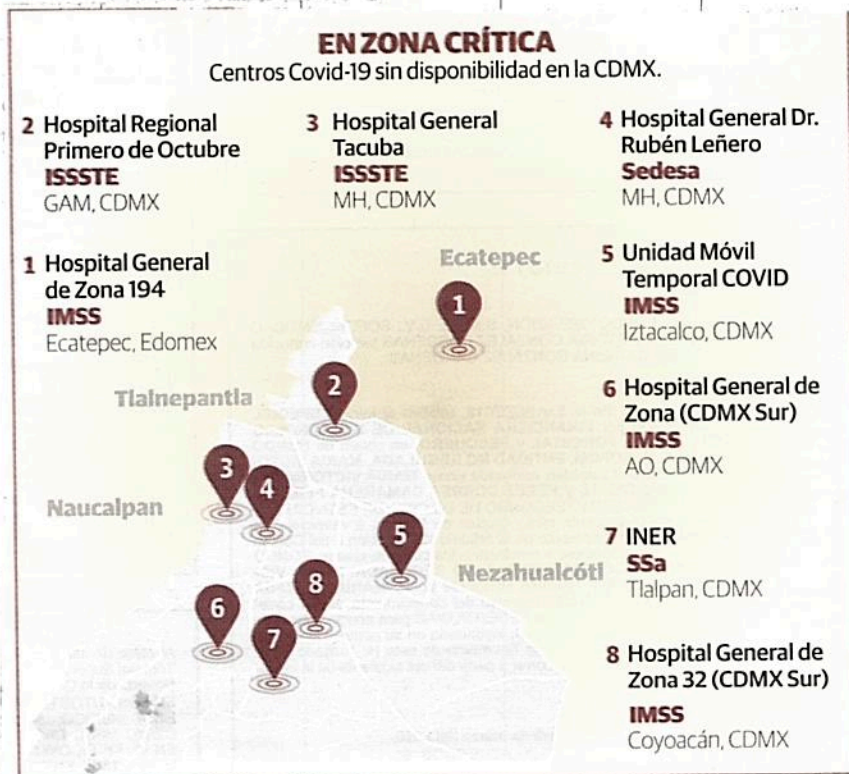 EN ZONA CRÍTICA
Centros Covid-19 sin disponibilidad en la CDMX.
2 Hospital Regional
Primero de Octubre
ISSSTE
GAM, CDMX
3 Hospital General
Tacuba
ISSSTE
MH, CDMX
4 Hospital General Dr.
Rubén Leñero
Sedesa
MH, CDMX
1 Hospital General
de Zona 194
IMSS
Ecatepec, Edomex
5 Unidad Móvil
Temporal COVID
IMSS
Iztacalco, CDMX
6 Hospital General de
Zona (CDMX Sur)
IMSS
AO, CDMX
7 INER
SSa
Tlalpan, CDMX
8 Hospital General de
Zona 32 (CDMX Sur)
IMSS
Coyoacán, CDMX
Ecatepec
1
Tlalnepantla
2
Naucalpan
3
4
5
Nezahualcótl
6
8
7